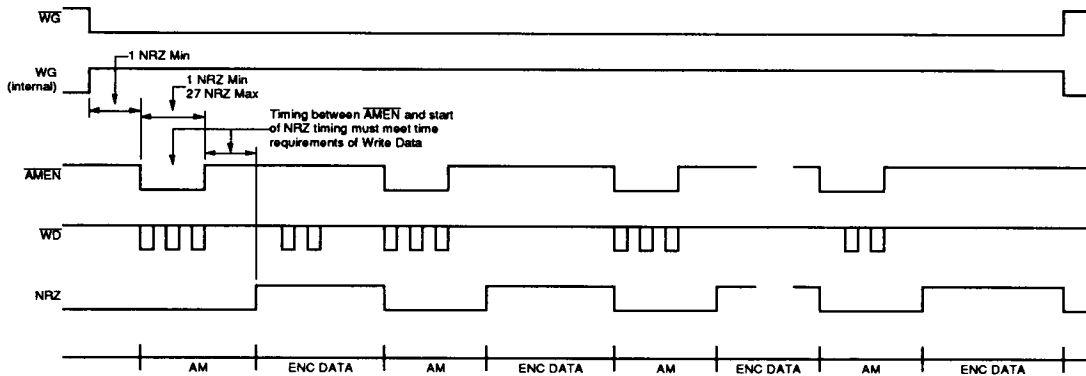 WG
1 NRZ Min
WG
(internal)
1 NRZ Min
27 NRZ Max
Timing between AMEN and start
of NRZ timing must meet time
requirements of Write Data
AMEN
WD
NRZ
AM
ENC DATA
AM
ENC DATA
AM
ENC DATA
AM
ENC DATA